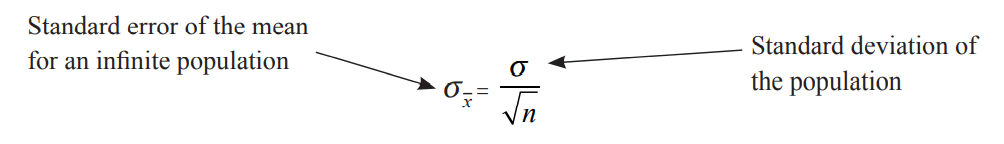 Standard error of the mean
for an infinite population
σx̄ = σ/√n
Standard deviation of
the population